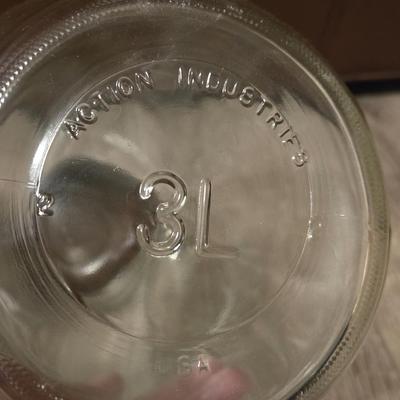 ACTION INDUSTRIES
3L